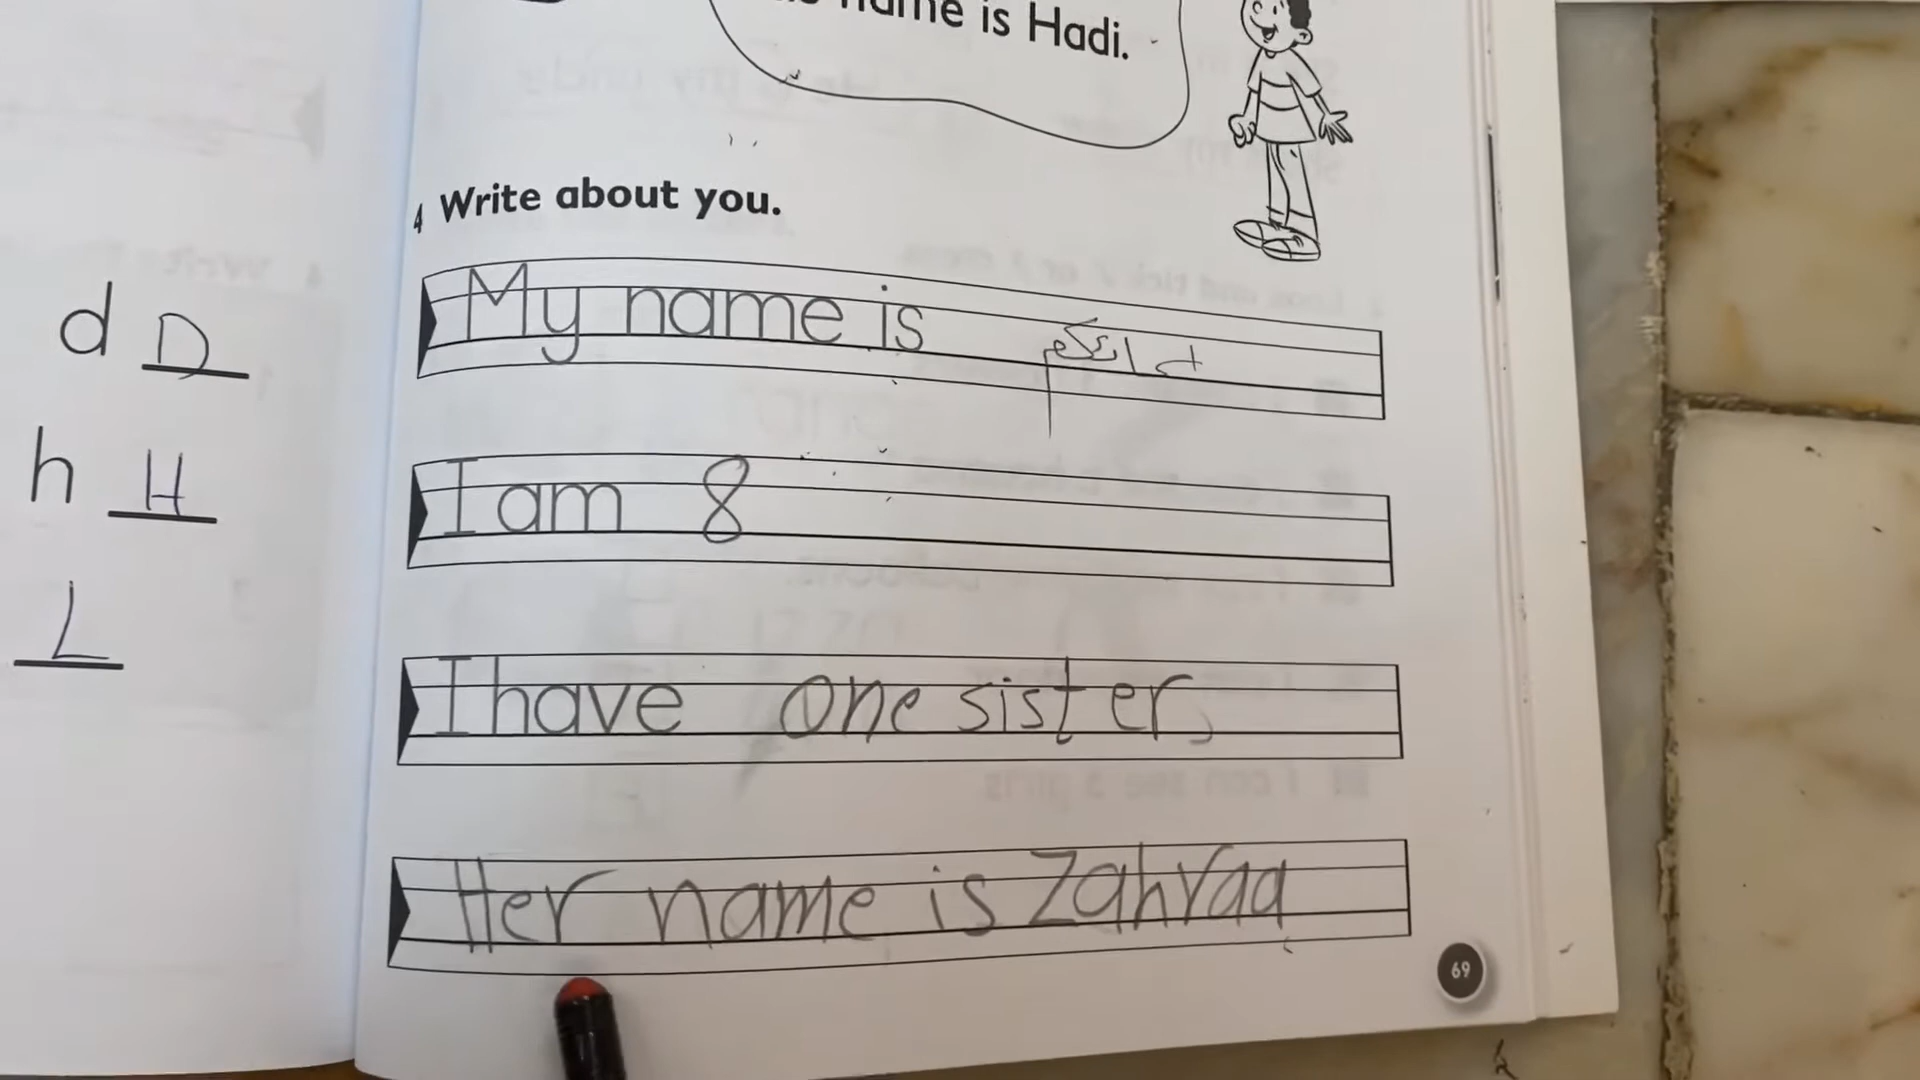 name is Hadi.
4 Write about you.
My name is
I am 8
I have one sister,
Her name is Zahraa
d D
h H
L
69